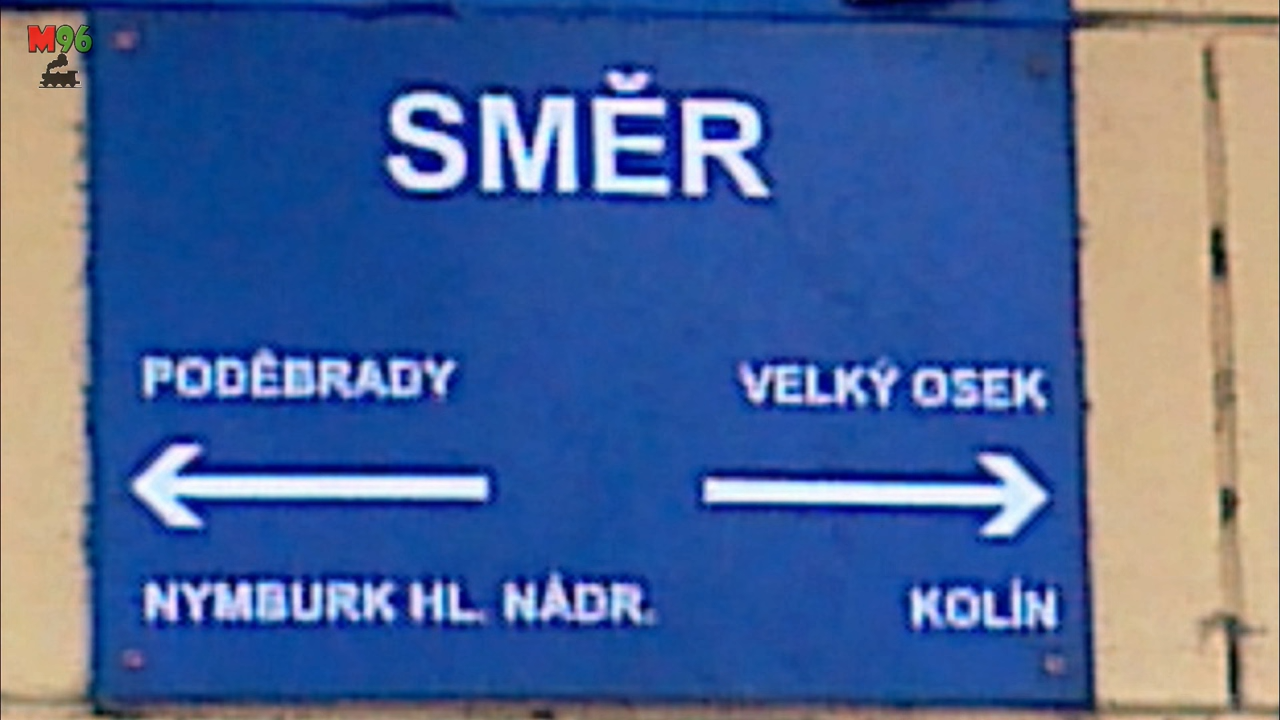 M96
SMĚR
PODĚBRADY
VELKÝ OSEK
NYMBURK HL. NÁDR.
KOLÍN